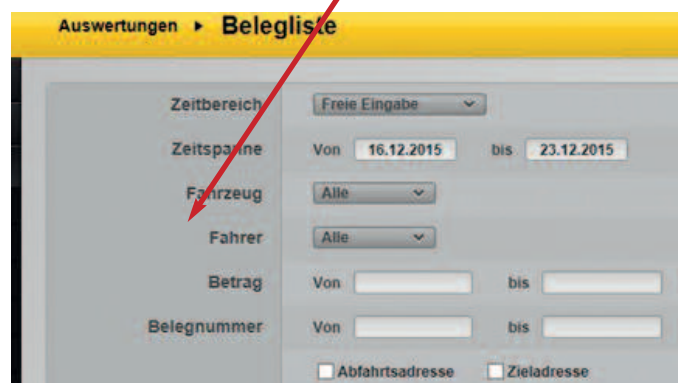 Auswertungen ▸ Belegliste
Zeitbereich Freie Eingabe
Zeitspanne Von 16.12.2015 bis 23.12.2015
Fahrzeug Alle
Fahrer Alle
Betrag Von bis
Belegnummer Von bis
Abfahrtsadresse Zieladresse